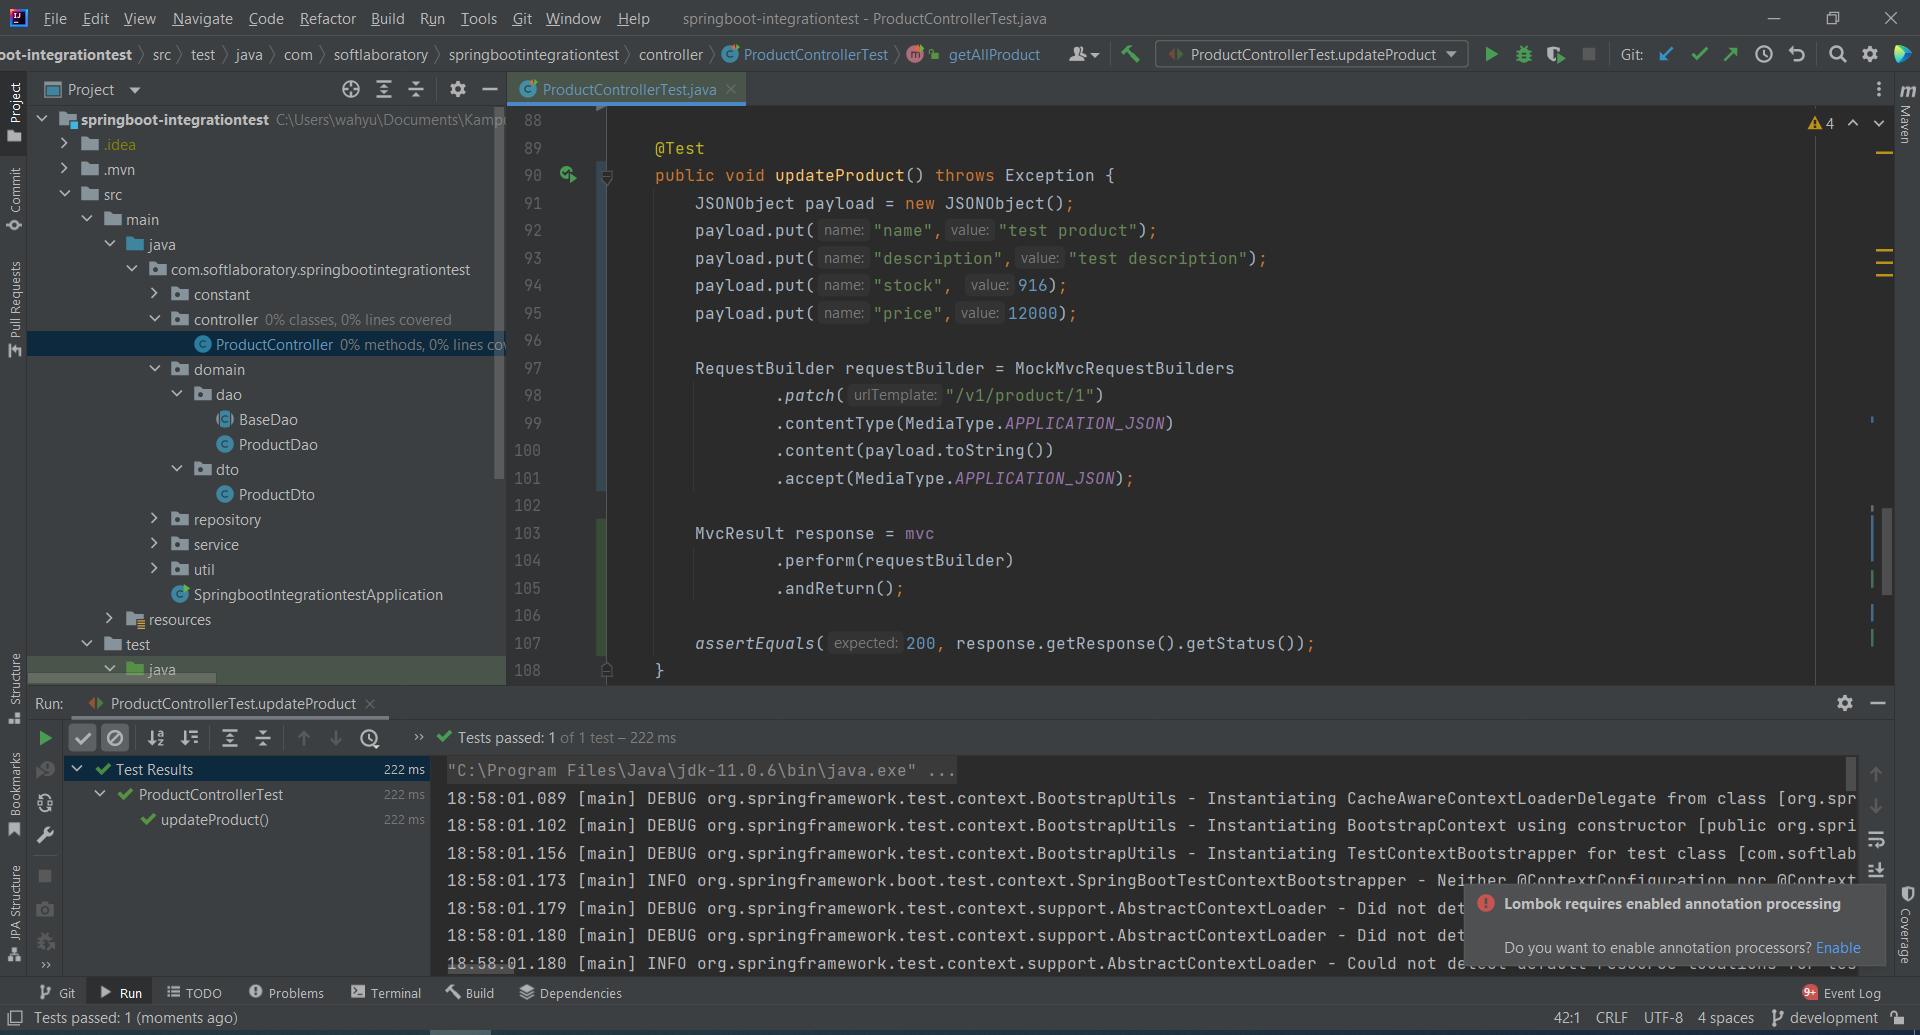 File Edit View Navigate Code Refactor Build Run Tools Git Window Help springboot-integrationtest - ProductControllerTest.java
oot-integrationtest src test java com softlaboratory springbootintegrationtest controller ProductControllerTest getAllProduct ProductControllerTest.updateProduct Git:
Project
Commit
Pull Requests
Structure
Bookmarks
JPA Structure
Project
springboot-integrationtest C:\Users\wahyu\Documents\Kampu
.idea
.mvn
src
main
java
com.softlaboratory.springbootintegrationtest
constant
controller 0% classes, 0% lines covered
ProductController 0% methods, 0% lines cov
domain
dao
BaseDao
ProductDao
dto
ProductDto
repository
service
util
SpringbootIntegrationtestApplication
resources
test
java
ProductControllerTest.java
4
88
89 @Test
90 public void updateProduct() throws Exception {
91 JSONObject payload = new JSONObject();
92 payload.put( name: "name", value: "test product");
93 payload.put( name: "description", value: "test description");
94 payload.put( name: "stock", value: 916);
95 payload.put( name: "price", value: 12000);
96
97 RequestBuilder requestBuilder = MockMvcRequestBuilders
98 .patch( urlTemplate: "/v1/product/1")
99 .contentType(MediaType.APPLICATION_JSON)
100 .content(payload.toString())
101 .accept(MediaType.APPLICATION_JSON);
102
103 MvcResult response = mvc
104 .perform(requestBuilder)
105 .andReturn();
106
107 assertEquals( expected: 200, response.getResponse().getStatus());
108 }
m
Maven
Coverage
Run: ProductControllerTest.updateProduct
» Tests passed: 1 of 1 test – 222 ms
Test Results 222 ms
ProductControllerTest 222 ms
updateProduct() 222 ms
"C:\Program Files\Java\jdk-11.0.6\bin\java.exe" ...
18:58:01.089 [main] DEBUG org.springframework.test.context.BootstrapUtils - Instantiating CacheAwareContextLoaderDelegate from class [org.spr
18:58:01.102 [main] DEBUG org.springframework.test.context.BootstrapUtils - Instantiating BootstrapContext using constructor [public org.spri
18:58:01.156 [main] DEBUG org.springframework.test.context.BootstrapUtils - Instantiating TestContextBootstrapper for test class [com.softlab
18:58:01.173 [main] INFO org.springframework.boot.test.context.SpringBootTestContextBootstrapper - Neither @ContextConfiguration nor @Context
18:58:01.179 [main] DEBUG org.springframework.test.context.support.AbstractContextLoader - Did not det
18:58:01.180 [main] DEBUG org.springframework.test.context.support.AbstractContextLoader - Did not det
18:58:01.180 [main] INFO org.springframework.test.context.support.AbstractContextLoader - Could not detect default resource locations for tes
Lombok requires enabled annotation processing
Do you want to enable annotation processors? Enable
Git Run TODO Problems Terminal Build Dependencies 9+ Event Log
Tests passed: 1 (moments ago) 42:1 CRLF UTF-8 4 spaces development